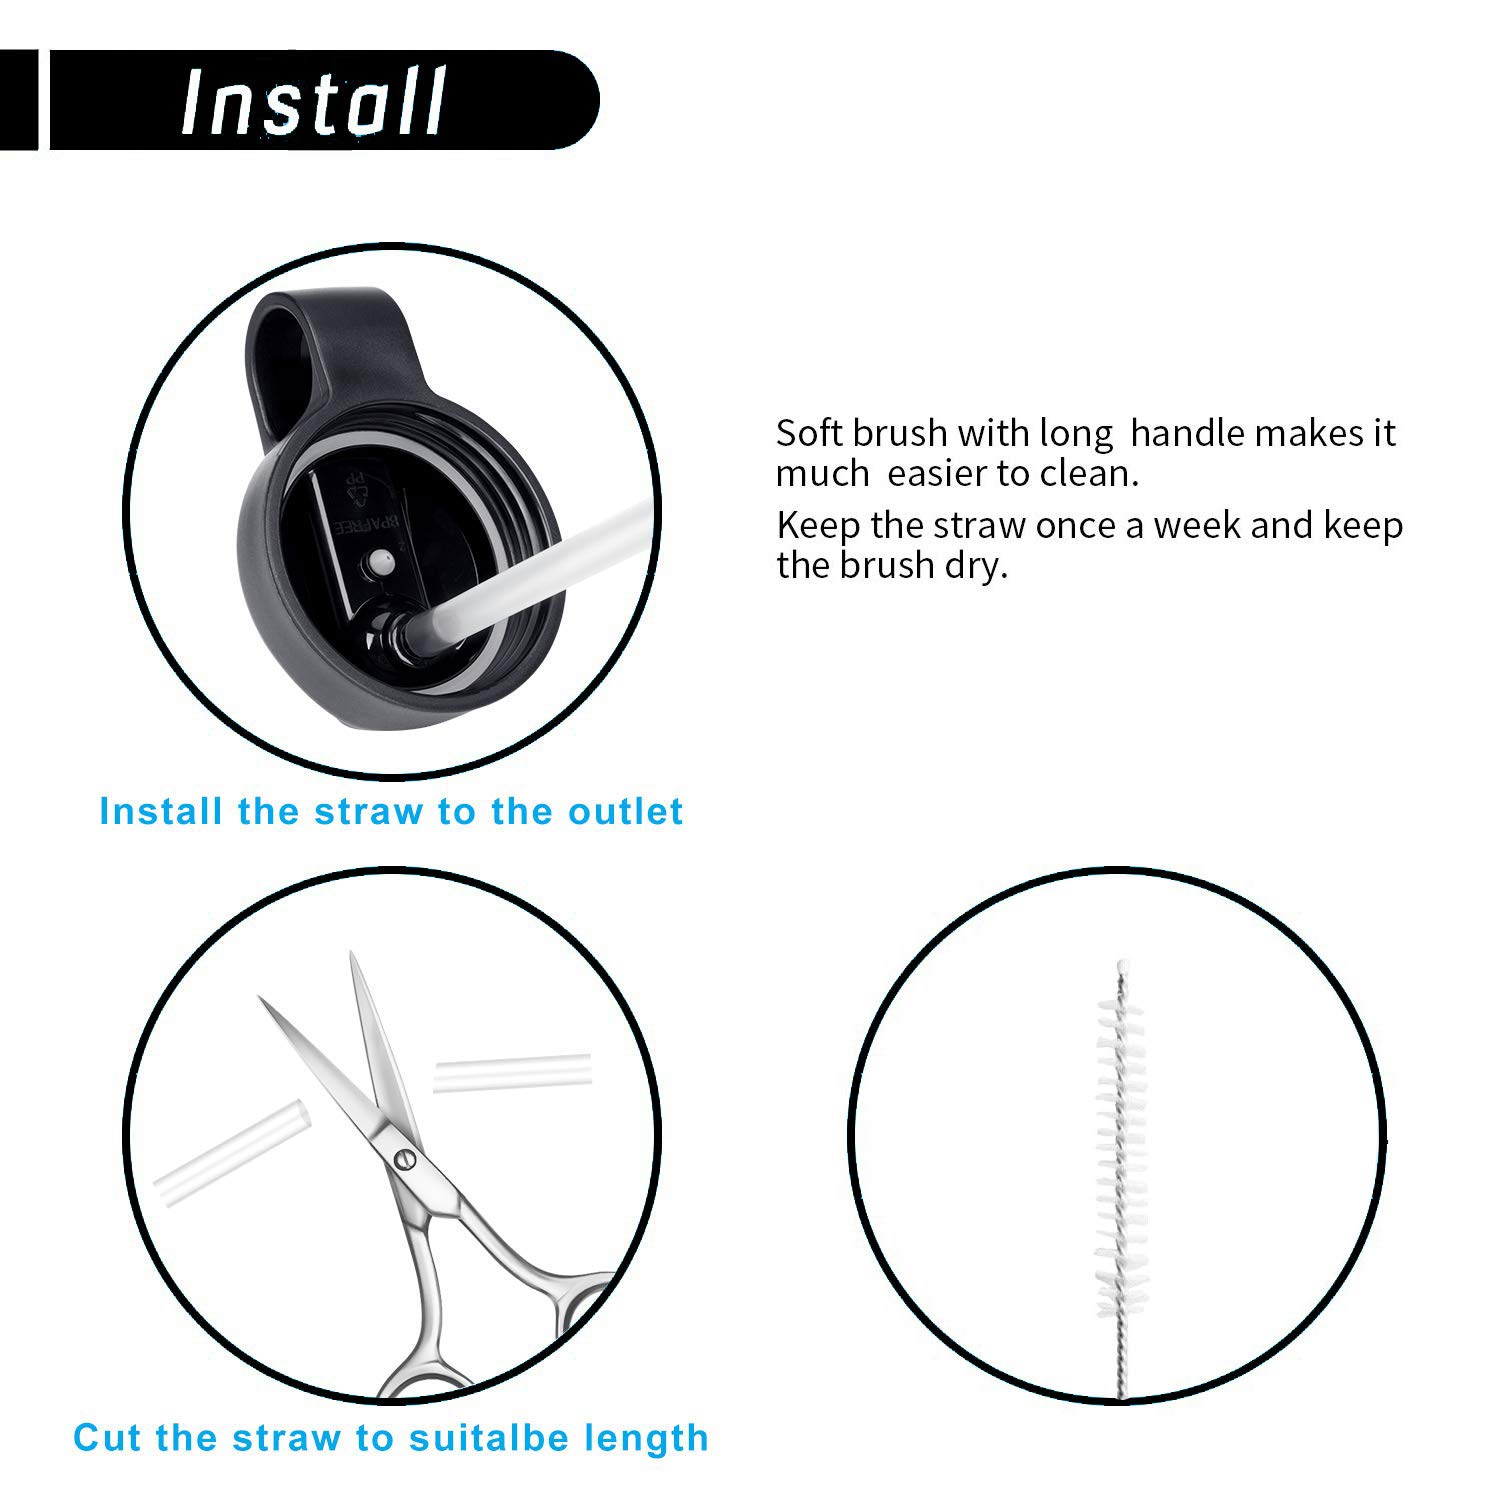 Install
Soft brush with long handle makes it
much easier to clean.
Keep the straw once a week and keep
the brush dry.
PP
BPAFREE
Install the straw to the outlet
Cut the straw to suitalbe length